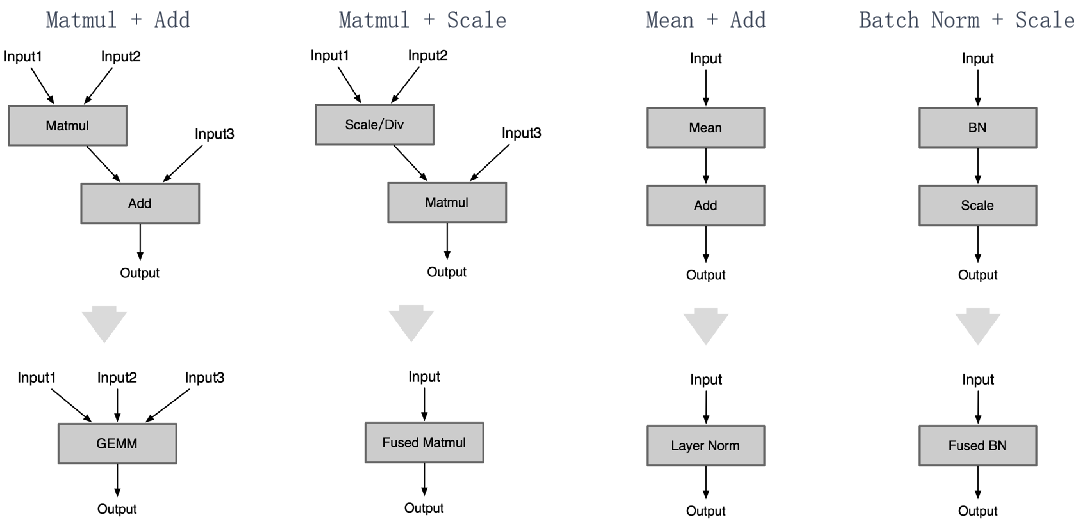 Matmul + Add
Input1
Input2
Matmul
Input3
Add
Output
Input1
Input2
Input3
GEMM
Output
Matmul + Scale
Input1
Input2
Scale/Div
Input3
Matmul
Output
Input
Fused Matmul
Output
Mean + Add
Input
Mean
Add
Output
Input
Layer Norm
Output
Batch Norm + Scale
Input
BN
Scale
Output
Input
Fused BN
Output